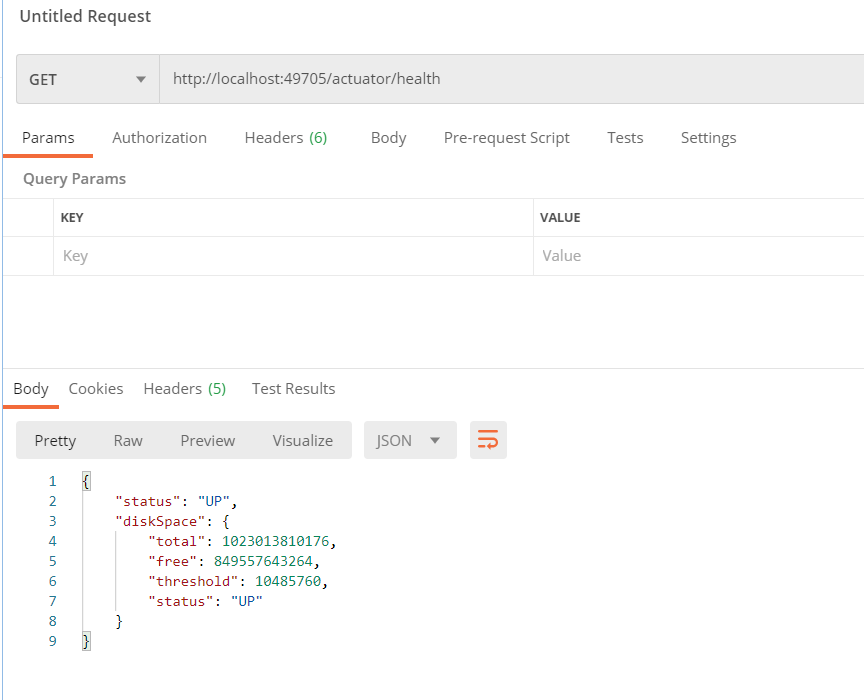 Untitled Request
GET http://localhost:49705/actuator/health
Params Authorization Headers (6) Body Pre-request Script Tests Settings
Query Params
KEY VALUE
Key Value
Body Cookies Headers (5) Test Results
Pretty Raw Preview Visualize JSON
1 {
2 "status": "UP",
3 "diskSpace": {
4 "total": 1023013810176,
5 "free": 849557643264,
6 "threshold": 10485760,
7 "status": "UP"
8 }
9 }